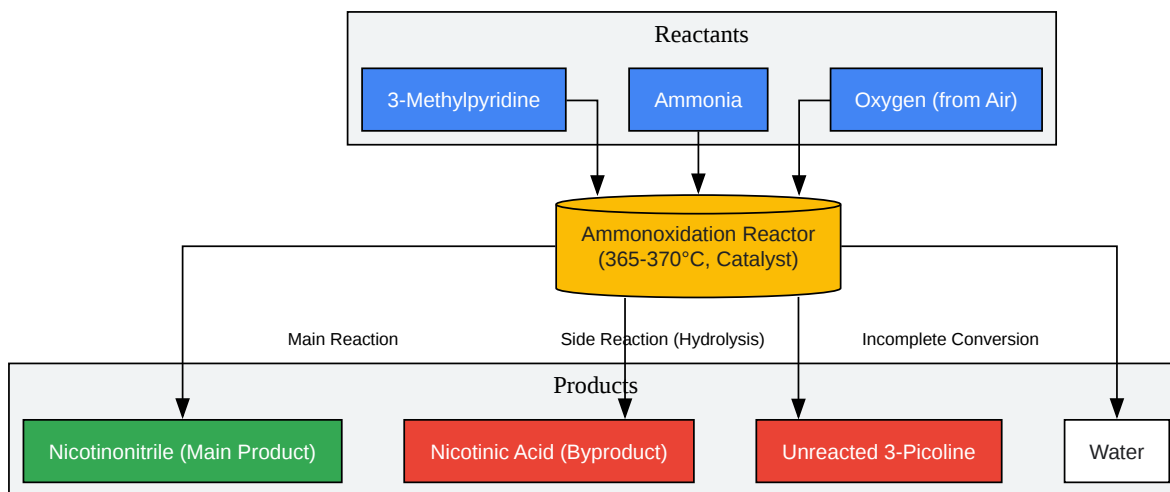 Reactants
3-Methylpyridine
Ammonia
Oxygen (from Air)
Ammonoxidation Reactor
(365-370°C, Catalyst)
Main Reaction
Side Reaction (Hydrolysis)
Incomplete Conversion
Products
Nicotinonitrile (Main Product)
Nicotinic Acid (Byproduct)
Unreacted 3-Picoline
Water